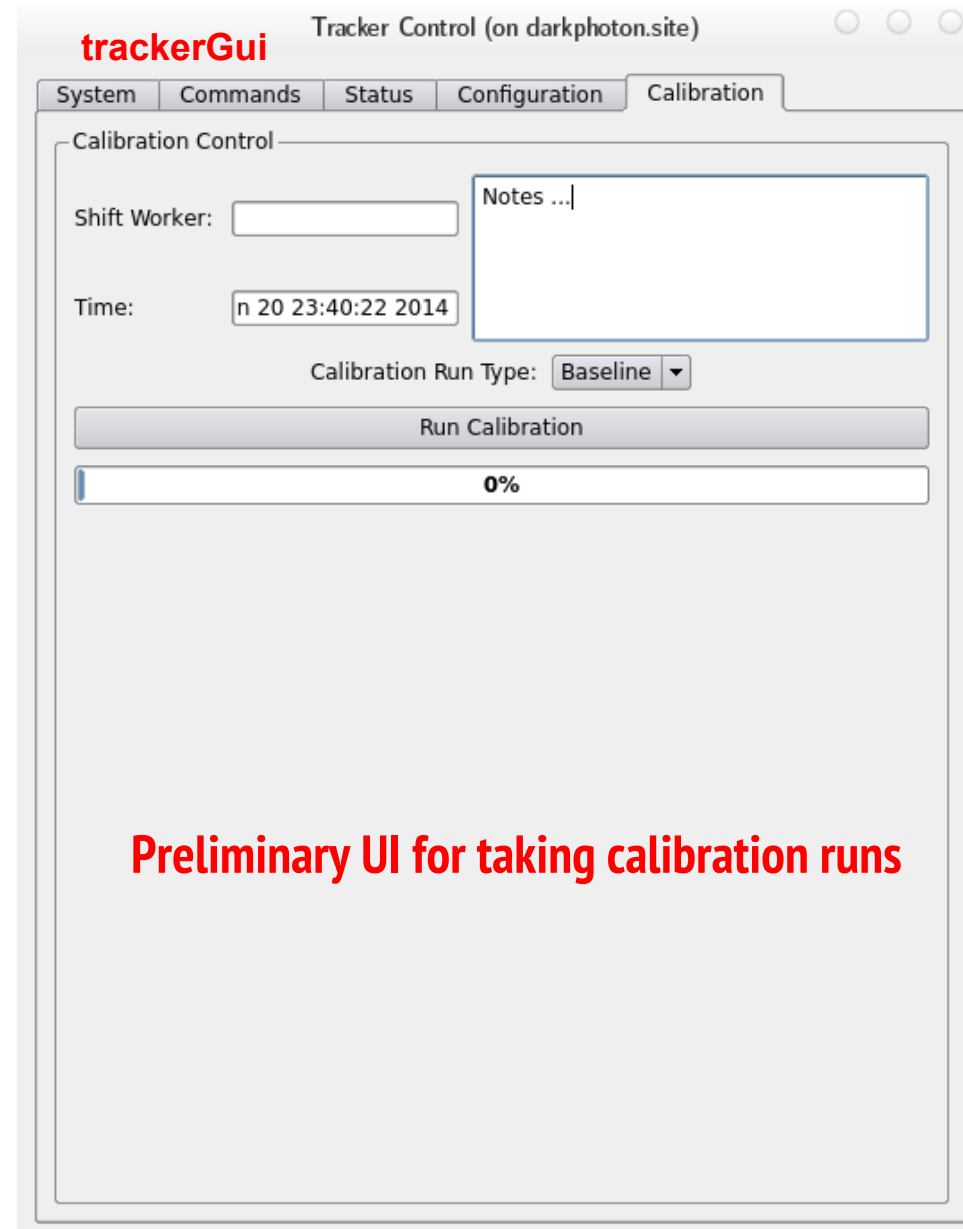 Tracker Control (on darkphoton.site)
trackerGui
System Commands Status Configuration Calibration
Calibration Control
Notes ...
Shift Worker:
Time: n 20 23:40:22 2014
Calibration Run Type: Baseline
Run Calibration
0%
Preliminary UI for taking calibration runs